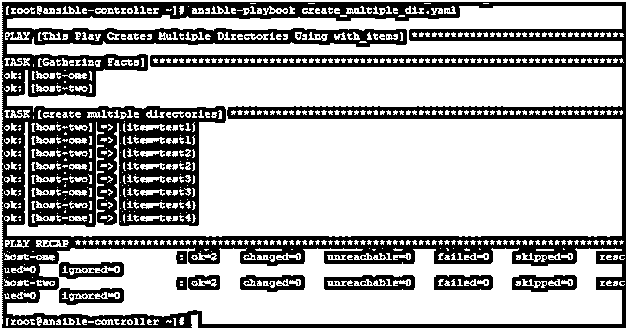 [root@ansible-controller ~]# ansible-playbook create_multiple_dir.yaml
PLAY [This Play Creates Multiple Directories Using with_items] ****************************************
TASK [Gathering Facts] ********************************************************************************
ok: [host-one]
ok: [host-two]
TASK [create multiple directories] ********************************************************************
ok: [host-two] => (item=test1)
ok: [host-one] => (item=test1)
ok: [host-two] => (item=test2)
ok: [host-one] => (item=test2)
ok: [host-two] => (item=test3)
ok: [host-one] => (item=test3)
ok: [host-two] => (item=test4)
ok: [host-one] => (item=test4)
PLAY RECAP ********************************************************************************************
host-one : ok=2 changed=0 unreachable=0 failed=0 skipped=0 resc
ued=0 ignored=0
host-two : ok=2 changed=0 unreachable=0 failed=0 skipped=0 resc
ued=0 ignored=0
[root@ansible-controller ~]#